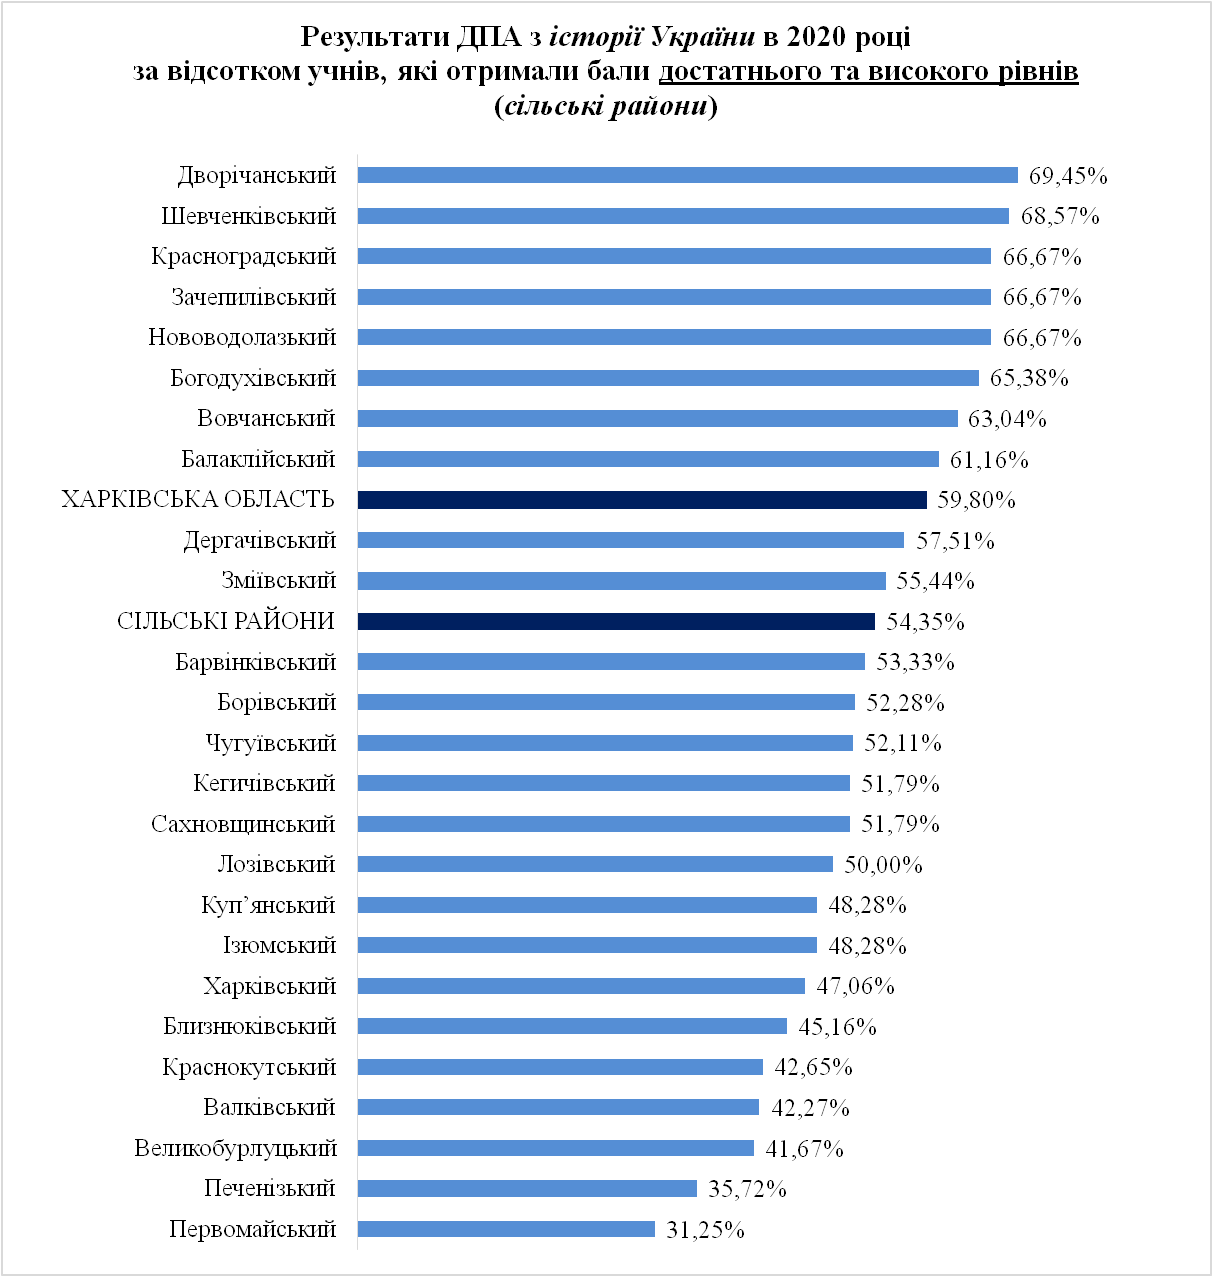 Результати ДПА з історії України в 2020 році
за відсотком учнів, які отримали бали достатнього та високого рівнів
(сільські райони)
Дворічанський 69,45%
Шевченківський 68,57%
Красноградський 66,67%
Зачепилівський 66,67%
Нововодолазький 66,67%
Богодухівський 65,38%
Вовчанський 63,04%
Балаклійський 61,16%
ХАРКІВСЬКА ОБЛАСТЬ 59,80%
Дергачівський 57,51%
Зміївський 55,44%
СІЛЬСЬКІ РАЙОНИ 54,35%
Барвінківський 53,33%
Борівський 52,28%
Чугуївський 52,11%
Кегичівський 51,79%
Сахновщинський 51,79%
Лозівський 50,00%
Куп’янський 48,28%
Ізюмський 48,28%
Харківський 47,06%
Близнюківський 45,16%
Краснокутський 42,65%
Валківський 42,27%
Великобурлуцький 41,67%
Печенізький 35,72%
Первомайський 31,25%